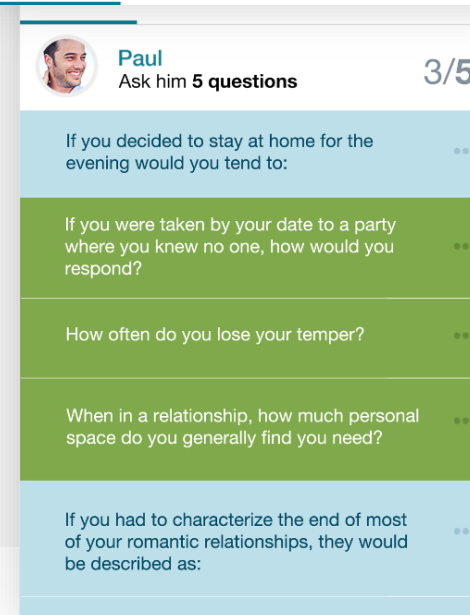 Paul
Ask him 5 questions
3/5
If you decided to stay at home for the
evening would you tend to:
If you were taken by your date to a party
where you knew no one, how would you
respond?
How often do you lose your temper?
When in a relationship, how much personal
space do you generally find you need?
If you had to characterize the end of most
of your romantic relationships, they would
be described as: